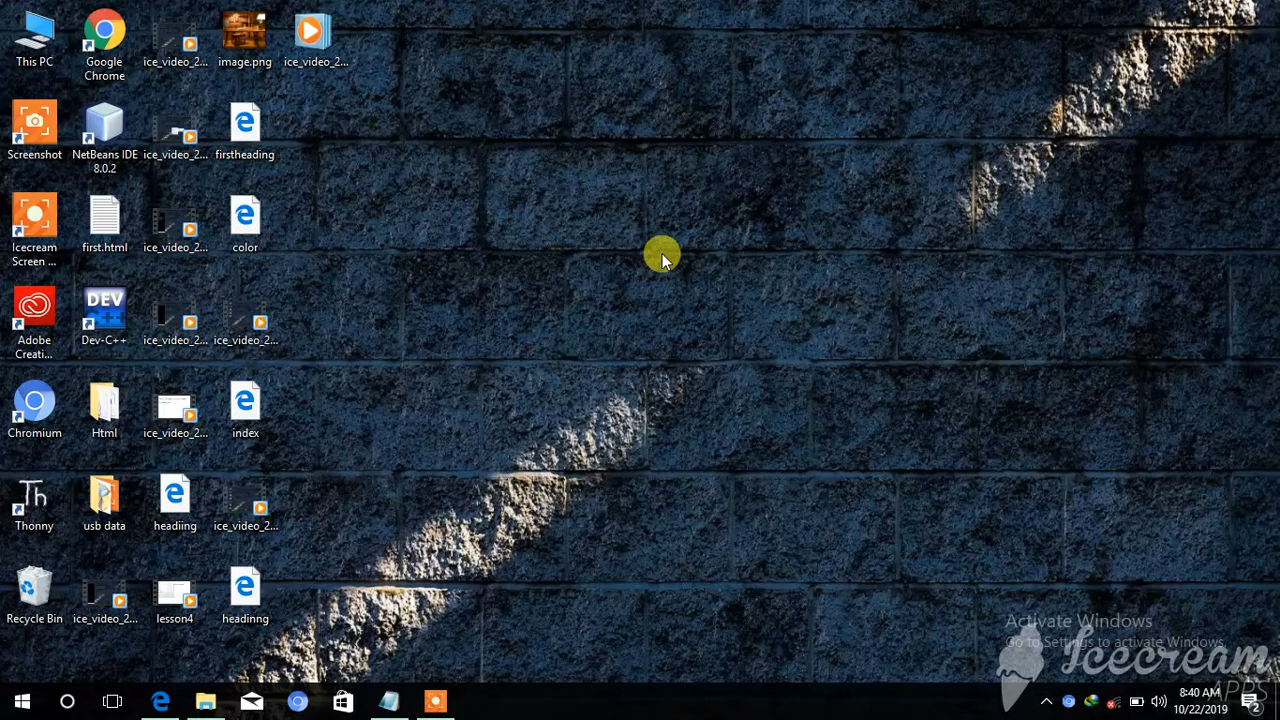 This PC
Google
Chrome
ice_video_2...
image.png
ice_video_2...
Screenshot
NetBeans IDE
8.0.2
ice_video_2...
firstheading
Icecream
Screen ...
first.html
ice_video_2...
color
Adobe
Creati...
DEV
Dev-C++
ice_video_2...
ice_video_2...
Chromium
Html
ice_video_2...
index
Th
Thonny
usb data
headiing
ice_video_2...
Recycle Bin
ice_video_2...
lesson4
headinng
Activate Windows
Go to Settings to activate Windows.
Icecream
APPS
8:40 AM
10/22/2019
2